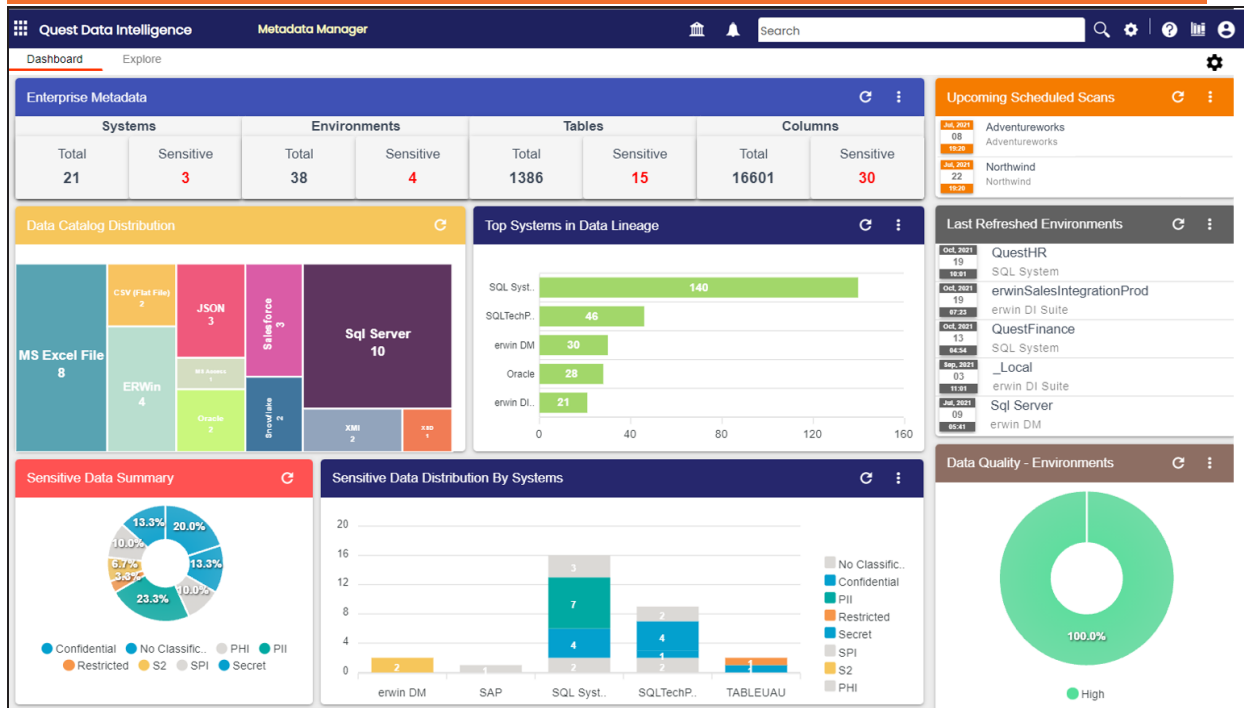 Quest Data Intelligence
Metadata Manager
Search
Dashboard
Explore
Enterprise Metadata
Systems
Environments
Tables
Columns
Total
Sensitive
Total
Sensitive
Total
Sensitive
Total
Sensitive
21
3
38
4
1386
15
16601
30
Upcoming Scheduled Scans
Jul, 2021
08
19:20
Adventureworks
Adventureworks
Jul, 2021
22
19:20
Northwind
Northwind
Data Catalog Distribution
MS Excel File
8
CSV (Flat File)
2
ERWin
4
JSON
3
MS Access
1
Oracle
2
Salesforce
3
Snowflake
2
Sql Server
10
XMI
2
XSD
1
Top Systems in Data Lineage
SQL Syst..
140
SQLTechP..
46
erwin DM
30
Oracle
28
erwin DI..
21
0
40
80
120
160
Last Refreshed Environments
Oct, 2021
19
10:01
QuestHR
SQL System
Oct, 2021
19
07:23
erwinSalesIntegrationProd
erwin DI Suite
Oct, 2021
13
04:54
QuestFinance
SQL System
Sep, 2021
03
11:01
_Local
erwin DI Suite
Jul, 2021
09
05:41
Sql Server
erwin DM
Sensitive Data Summary
13.3%
20.0%
10.0%
6.7%
13.3%
3.3%
10.0%
23.3%
Confidential
No Classific..
PHI
PII
Restricted
S2
SPI
Secret
Sensitive Data Distribution By Systems
20
16
12
8
4
0
2
1
3
7
4
2
2
4
1
2
1
erwin DM
SAP
SQL Syst..
SQLTechP..
TABLEUAU
No Classific..
Confidential
PII
Restricted
Secret
SPI
S2
PHI
Data Quality - Environments
100.0%
High